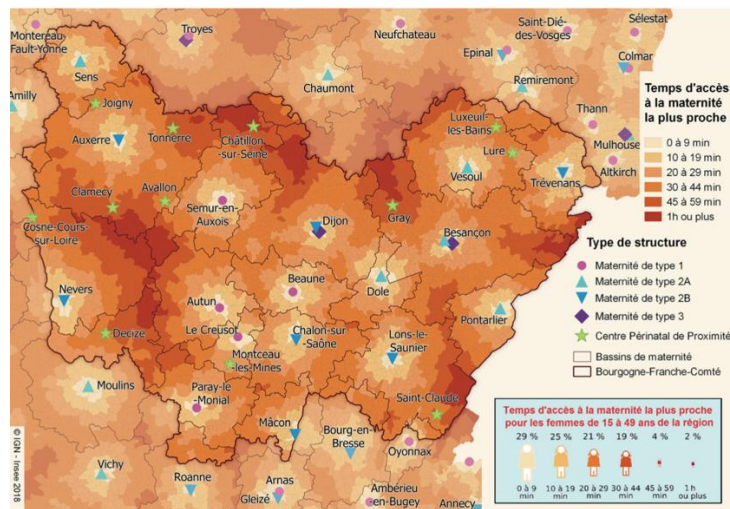 Montereau
Fault-Yonne
Troyes
Neufchateau
Saint-Dié-
des-Vosges
Sélestat
Epinal
Colmar
Sens
Chaumont
Remiremont
Amilly
Joigny
Thann
Auxerre
Tonnerre
Châtillon
-sur-Seine
Luxeuil-
les-Bains
Lure
Mulhouse
Altkirch
Vesoul
Trévenans
Clamecy
Avallon
Semur-en-
Auxois
Gray
Cosne-Cours
-sur-Loire
Dijon
Besançon
Nevers
Beaune
Dole
Autun
Pontarlier
Decize
Le Creusot
Chalon-sur
-Saône
Lons-le-
Saunier
Montceau
-les-Mines
Moulins
Paray-le-
Monial
Saint-Claude
Mâcon
Bourg-en-
Bresse
Oyonnax
Vichy
Roanne
Arnas
Gleizé
Ambérieu
-en-Bugey
Annecy
© IGN - Insee 2018
Temps d'accès
à la maternité
la plus proche
0 à 9 min
10 à 19 min
20 à 29 min
30 à 44 min
45 à 59 min
1h ou plus
Type de structure
Maternité de type 1
Maternité de type 2A
Maternité de type 2B
Maternité de type 3
Centre Périnatal de Proximité
Bassins de maternité
Bourgogne-Franche-Comté
Temps d'accès à la maternité la plus proche
pour les femmes de 15 à 49 ans de la région
29 % 25 % 21 % 19 % 4 % 2 %
0 à 9 10 à 19 20 à 29 30 à 44 45 à 59 1h
min min min min min ou plus